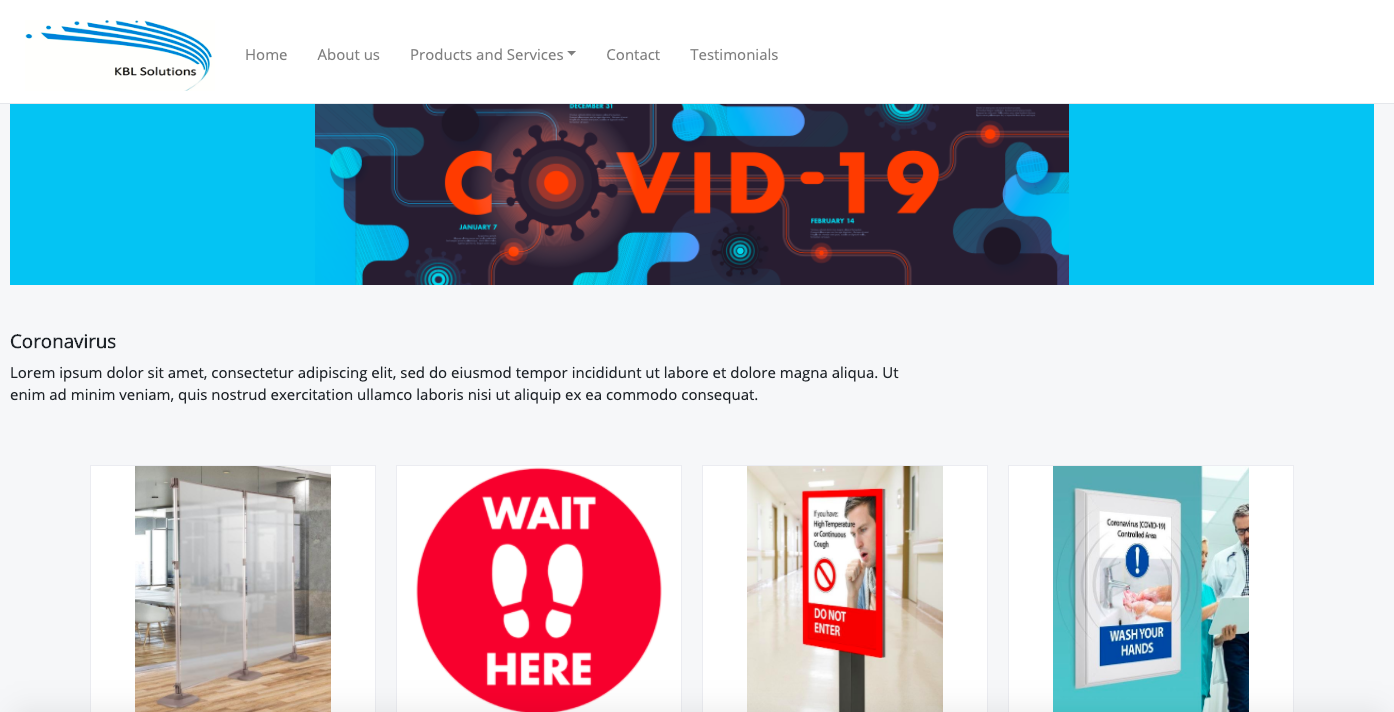 KBL Solutions
Home
About us
Products and Services
Contact
Testimonials
DECEMBER 31
COVID-19
JANUARY 7
FEBRUARY 14
Coronavirus
Lorem ipsum dolor sit amet, consectetur adipiscing elit, sed do eiusmod tempor incididunt ut labore et dolore magna aliqua. Ut
enim ad minim veniam, quis nostrud exercitation ullamco laboris nisi ut aliquip ex ea commodo consequat.
WAIT
HERE
If you have:
High Temperature
or Continuous
Cough
DO NOT
ENTER
Coronavirus (COVID-19)
Controlled Area
WASH YOUR
HANDS